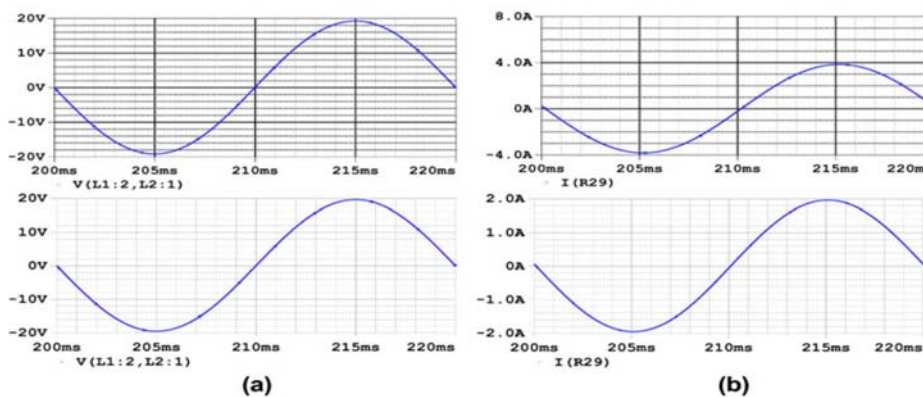 20V
10V
0V
-10V
-20V
200ms 205ms 210ms 215ms 220ms
V(L1:2,L2:1)
8.0A
4.0A
0A
-4.0A
200ms 205ms 210ms 215ms 220ms
I(R29)
20V
10V
0V
-10V
-20V
200ms 205ms 210ms 215ms 220ms
V(L1:2,L2:1)
2.0A
1.0A
0A
-1.0A
-2.0A
200ms 205ms 210ms 215ms 220ms
I(R29)
(a) (b)